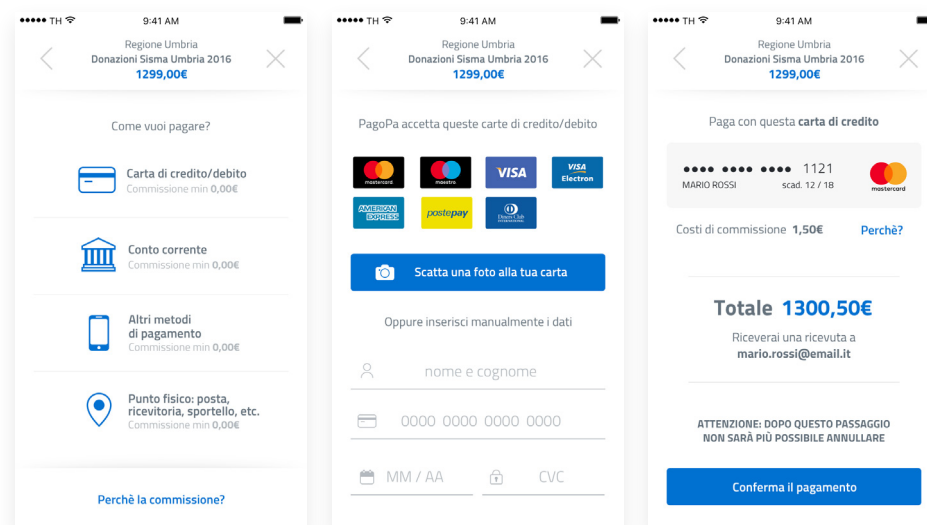 TH 9:41 AM
Regione Umbria
Donazioni Sisma Umbria 2016
1299,00€
Come vuoi pagare?
Carta di credito/debito
Commissione min 0,00€
Conto corrente
Commissione min 0,00€
Altri metodi
di pagamento
Commissione min 0,00€
Punto fisico: posta,
ricevitoria, sportello, etc.
Commissione min 0,00€
Perchè la commissione?
TH 9:41 AM
Regione Umbria
Donazioni Sisma Umbria 2016
1299,00€
PagoPa accetta queste carte di credito/debito
mastercard maestro VISA VISA Electron
AMERICAN EXPRESS postepay Diners Club INTERNATIONAL
Scatta una foto alla tua carta
Oppure inserisci manualmente i dati
nome e cognome
0000 0000 0000 0000
MM / AA CVC
TH 9:41 AM
Regione Umbria
Donazioni Sisma Umbria 2016
1299,00€
Paga con questa carta di credito
•••• •••• •••• 1121
MARIO ROSSI scad. 12 / 18
mastercard
Costi di commissione 1,50€ Perchè?
Totale 1300,50€
Riceverai una ricevuta a
mario.rossi@email.it
ATTENZIONE: DOPO QUESTO PASSAGGIO
NON SARÀ PIÙ POSSIBILE ANNULLARE
Conferma il pagamento